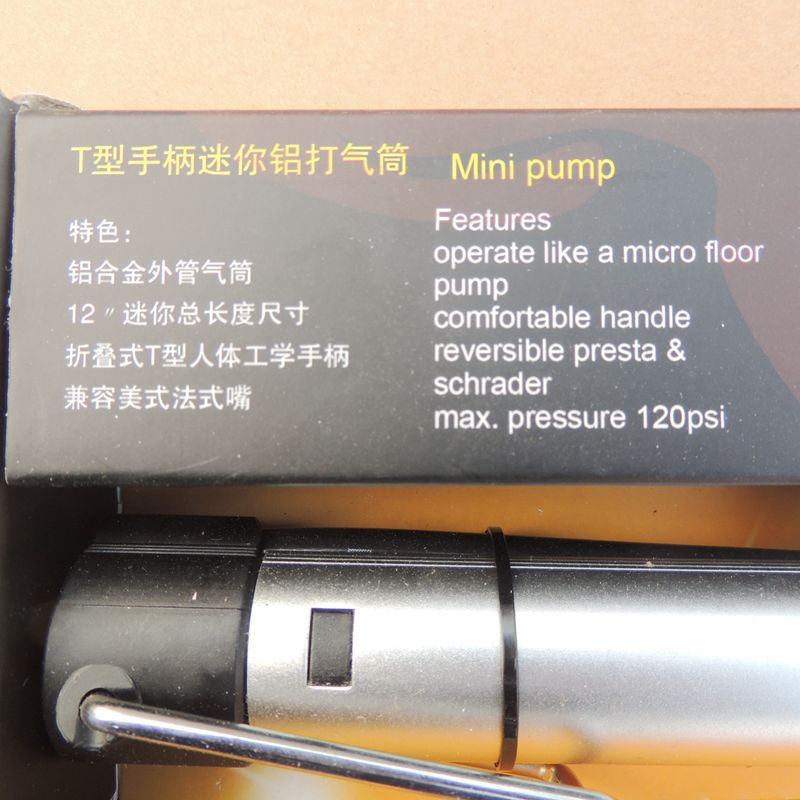 T型手柄迷你铝打气筒
特色：
铝合金外管气筒
12〃迷你总长度尺寸
折叠式T型人体工学手柄
兼容美式法式嘴
Mini pump
Features
operate like a micro floor
pump
comfortable handle
reversible presta &
schrader
max. pressure 120psi